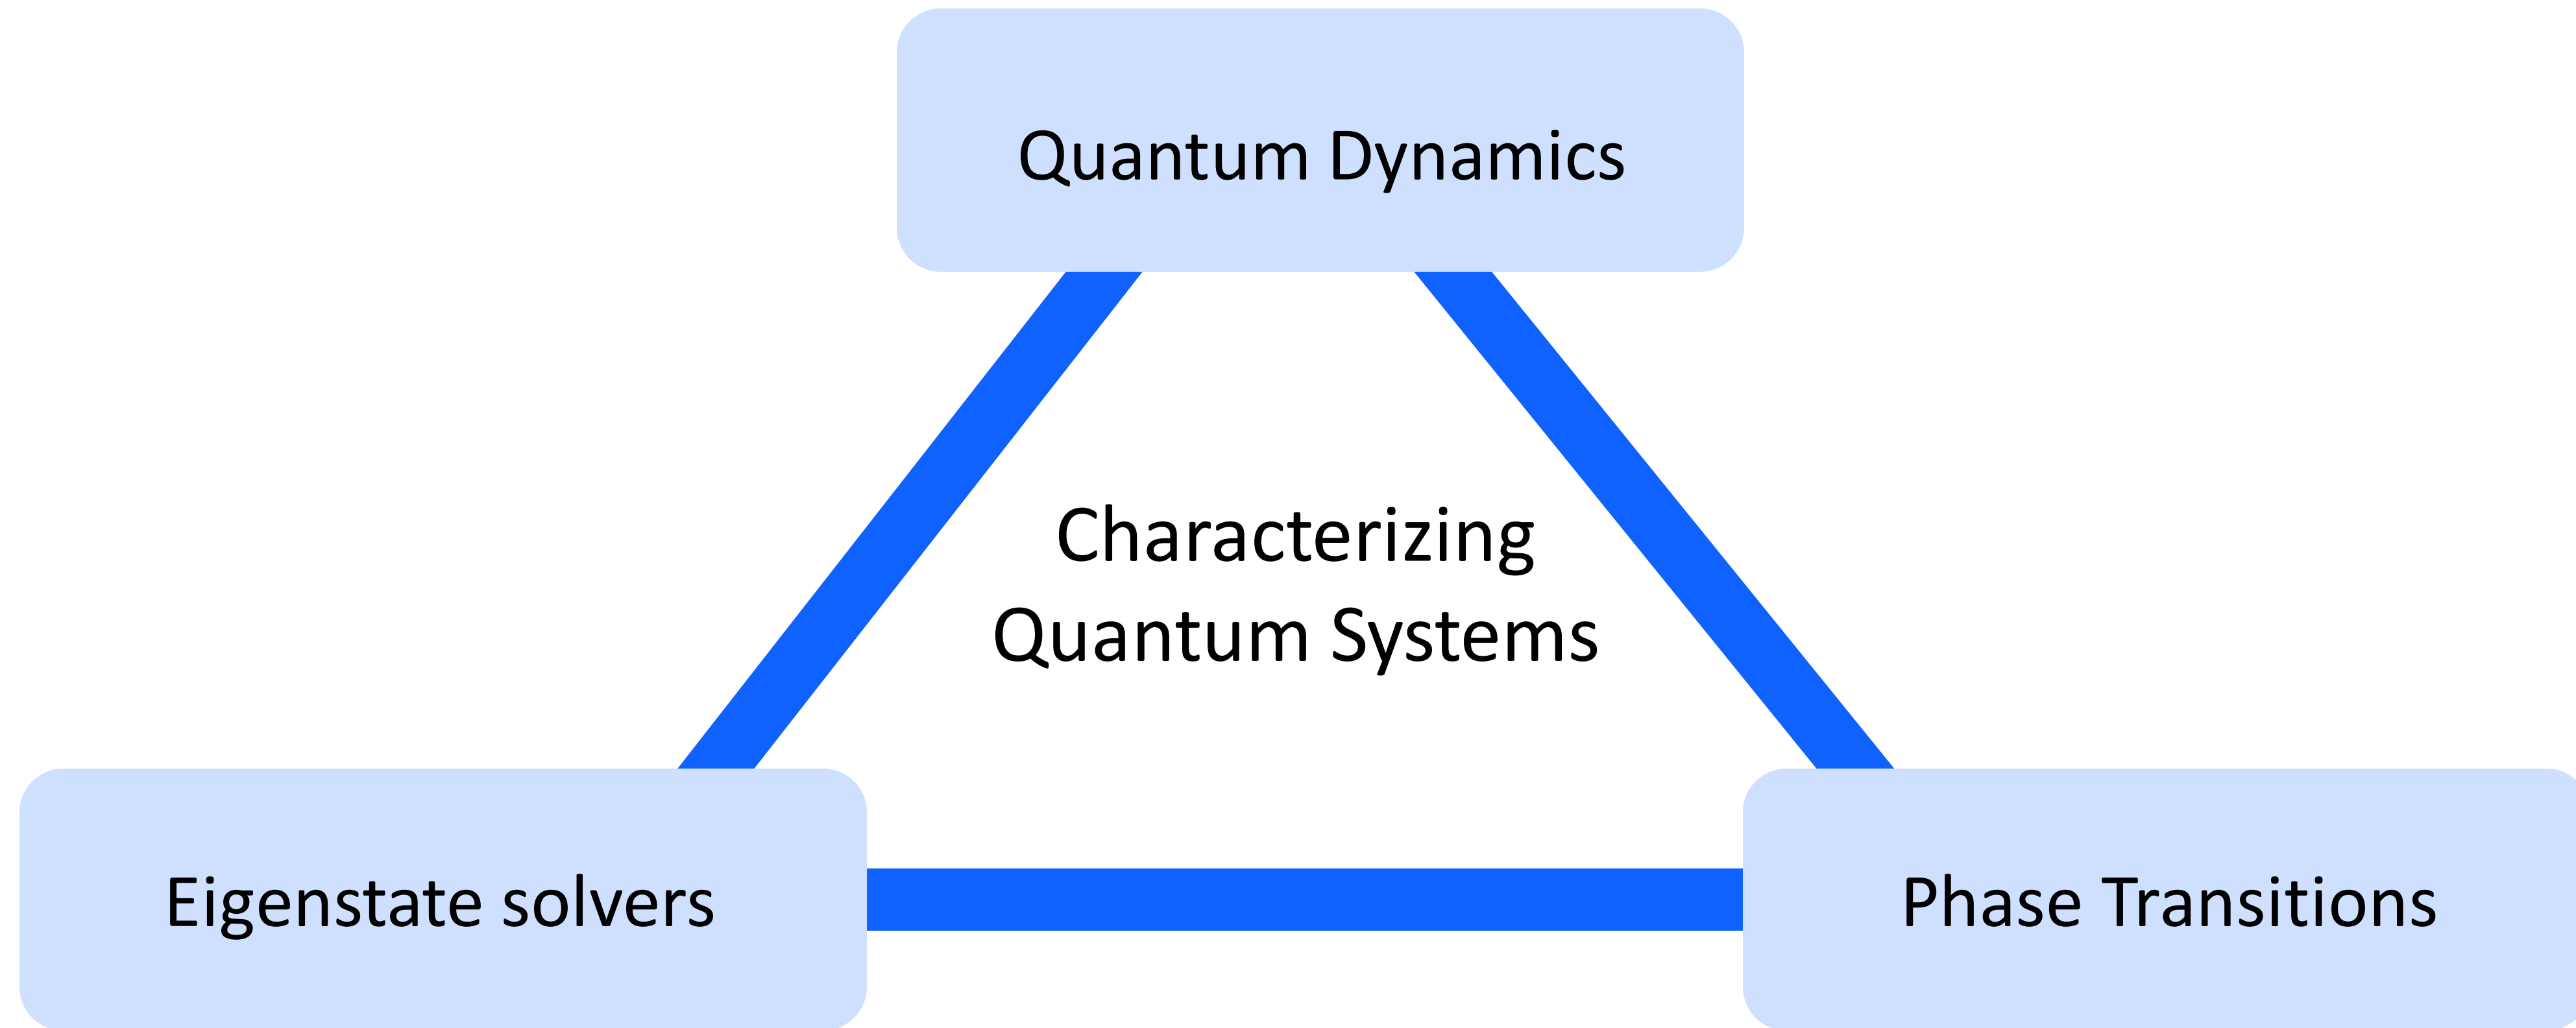 Quantum Dynamics
Characterizing
Quantum Systems
Eigenstate solvers
Phase Transitions